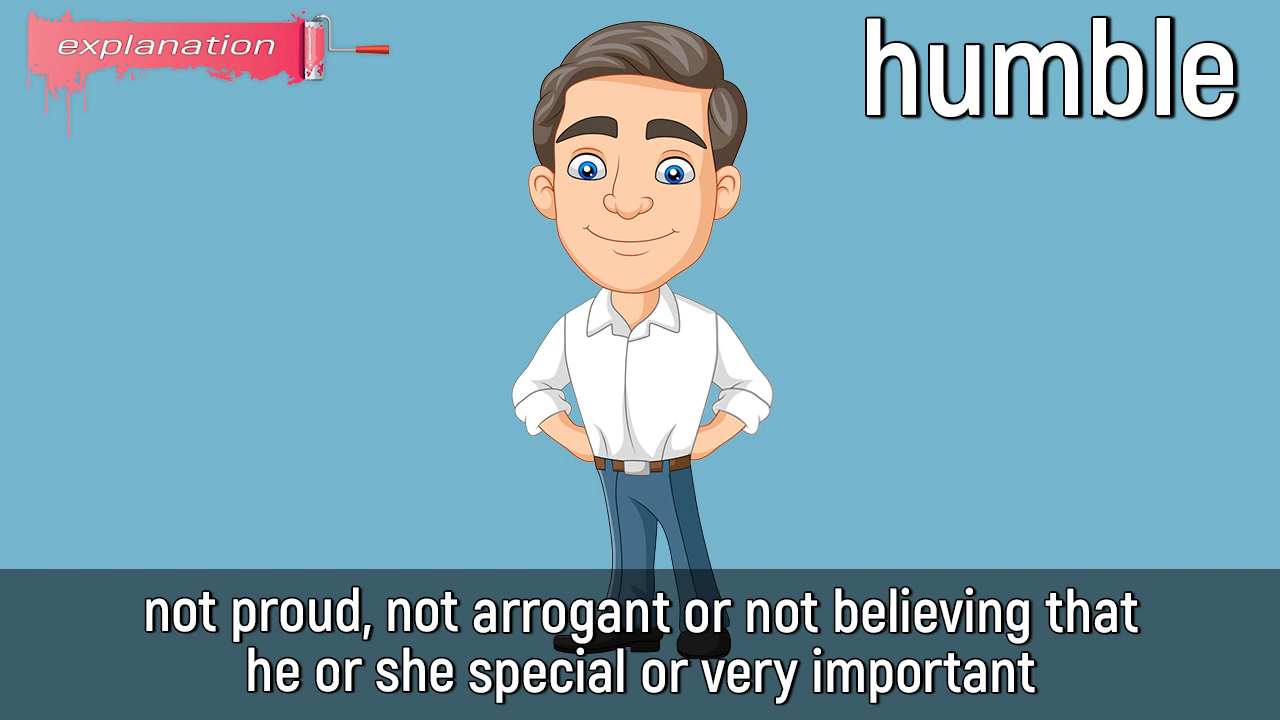 explanation
humble
not proud, not arrogant or not believing that
he or she special or very important